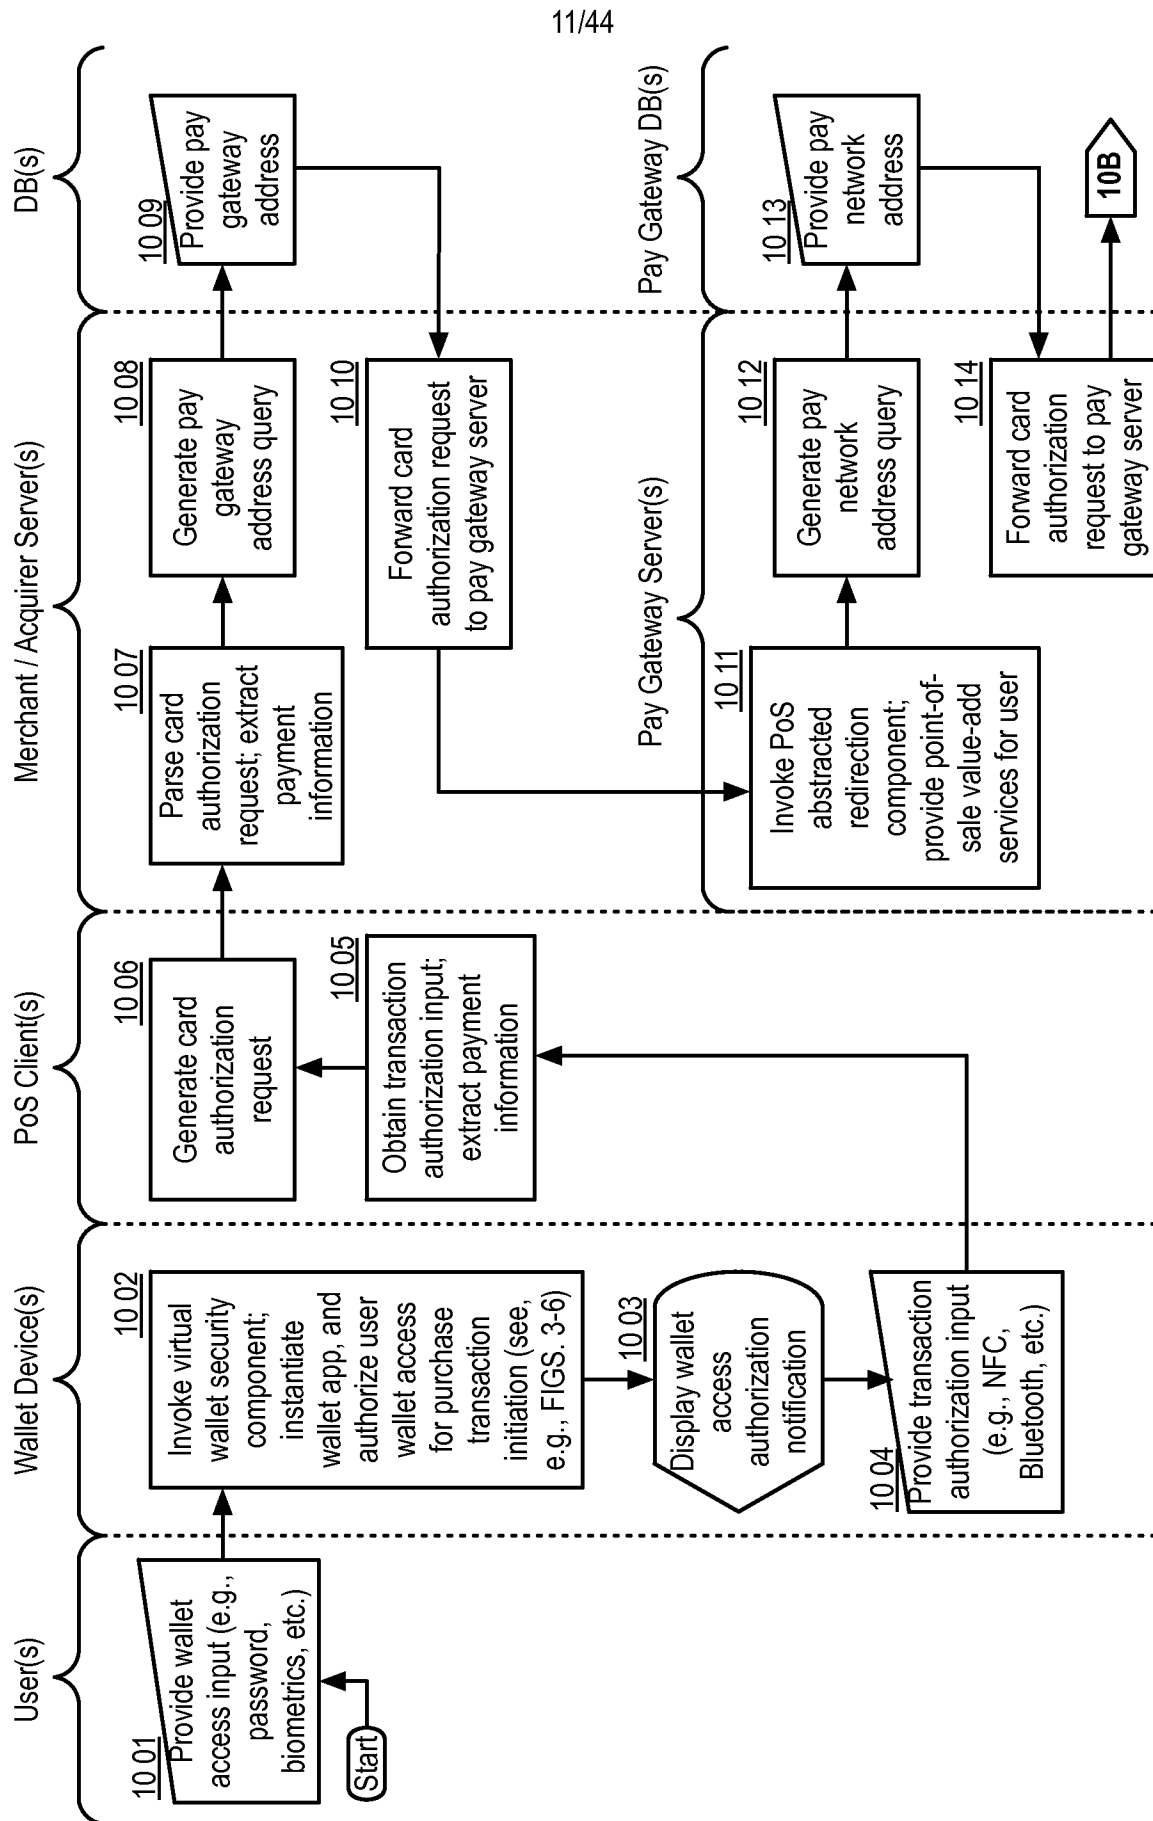 11/44
User(s)
Wallet Device(s)
PoS Client(s)
Merchant / Acquirer Server(s)
DB(s)
10 01
Provide wallet
access input (e.g.,
password,
biometrics, etc.)
Start
10 02
Invoke virtual
wallet security
component;
instantiate
wallet app, and
authorize user
wallet access
for purchase
transaction
initiation (see,
e.g., FIGS. 3-6)
10 03
Display wallet
access
authorization
notification
10 04
Provide transaction
authorization input
(e.g., NFC,
Bluetooth, etc.)
10 05
Obtain transaction
authorization input;
extract payment
information
10 06
Generate card
authorization
request
10 07
Parse card
authorization
request; extract
payment
information
10 08
Generate pay
gateway
address query
10 09
Provide pay
gateway
address
10 10
Forward card
authorization request
to pay gateway server
Pay Gateway Server(s)
Pay Gateway DB(s)
10 11
Invoke PoS
abstracted
redirection
component;
provide point-of-
sale value-add
services for user
10 12
Generate pay
network
address query
10 13
Provide pay
network
address
10 14
Forward card
authorization
request to pay
gateway server
10B